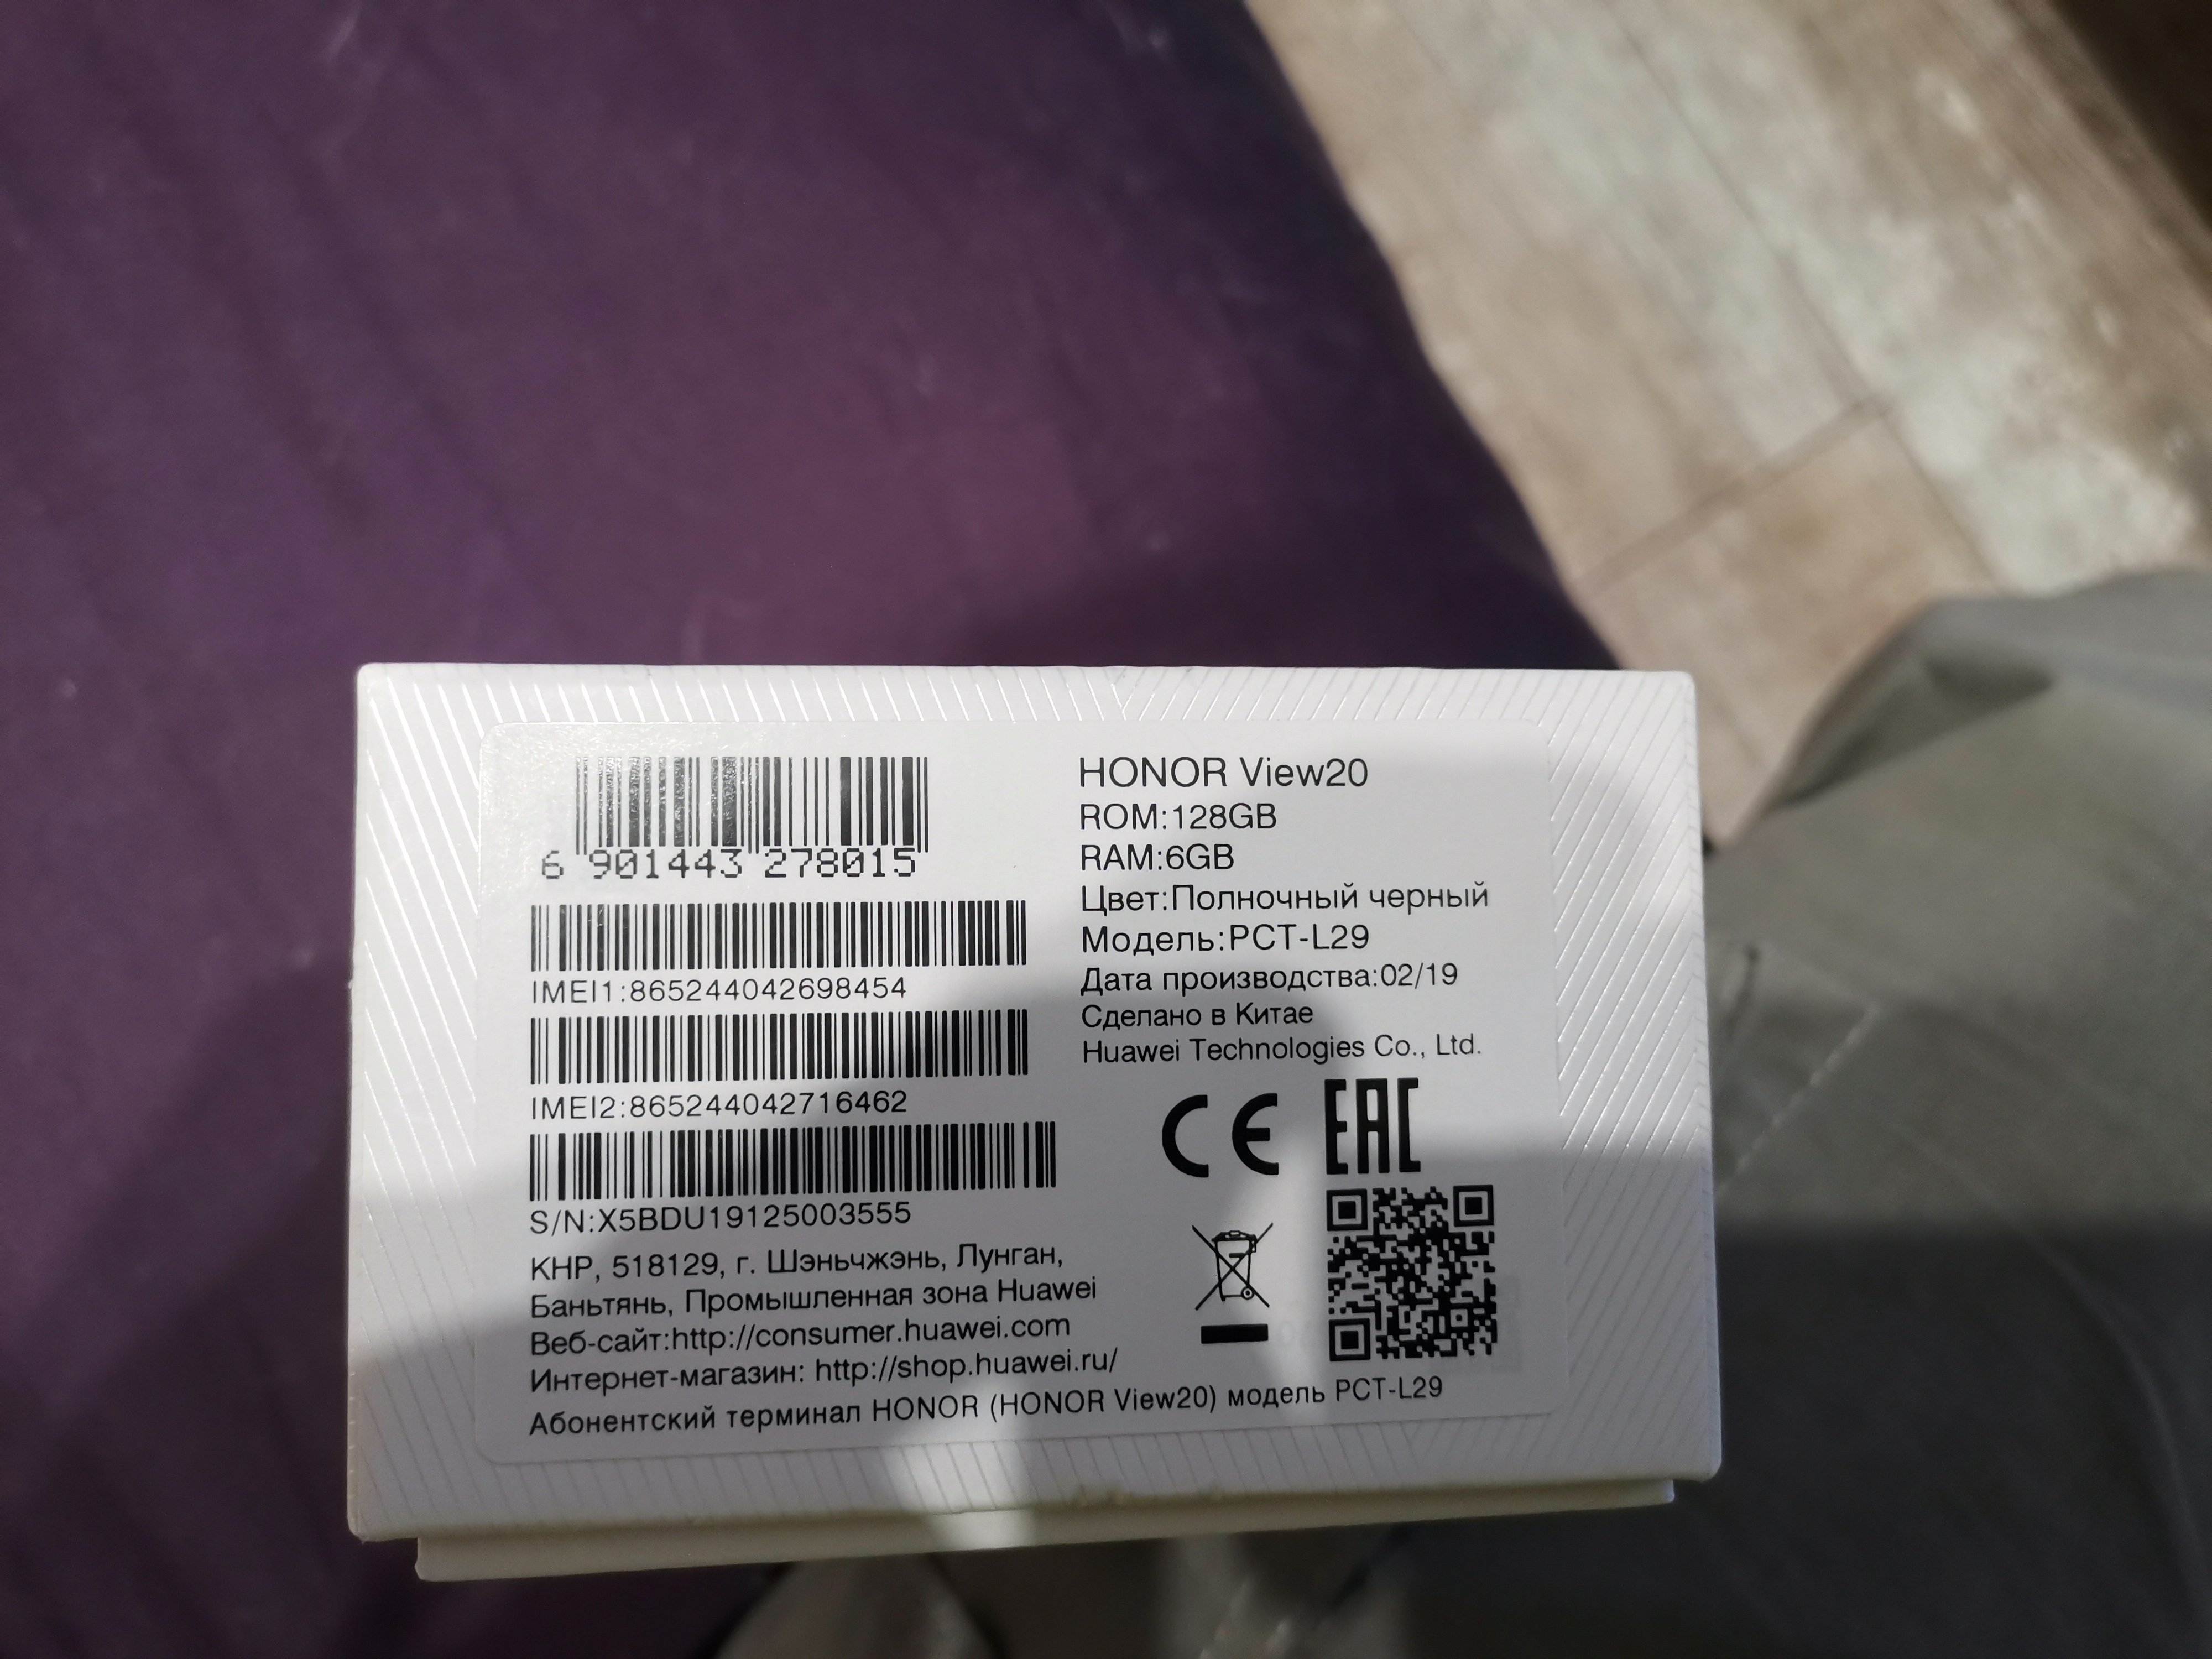 6 901443 278015
IMEI1:865244042698454
IMEI2:865244042716462
S/N:X5BDU19125003555
КНР, 518129, г. Шэньчжэнь, Лунган,
Баньтянь, Промышленная зона Huawei
Веб-сайт:http://consumer.huawei.com
Интернет-магазин: http://shop.huawei.ru/
Абонентский терминал HONOR (HONOR View20) модель PCT-L29
HONOR View20
ROM:128GB
RAM:6GB
Цвет:Полночный черный
Модель:PCT-L29
Дата производства:02/19
Сделано в Китае
Huawei Technologies Co., Ltd.
CE EAC